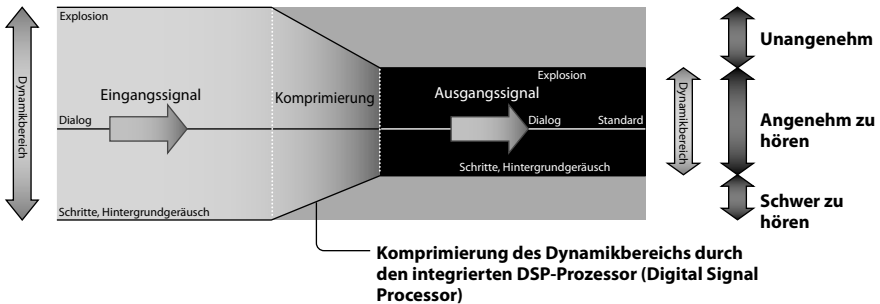 Explosion
Dynamikbereich
Eingangssignal
Dialog
Schritte, Hintergrundgeräusch
Komprimierung
Explosion
Ausgangssignal
Dialog
Standard
Schritte, Hintergrundgeräusch
Dynamikbereich
Unangenehm
Angenehm zu
hören
Schwer zu
hören
Komprimierung des Dynamikbereichs durch
den integrierten DSP-Prozessor (Digital Signal
Processor)